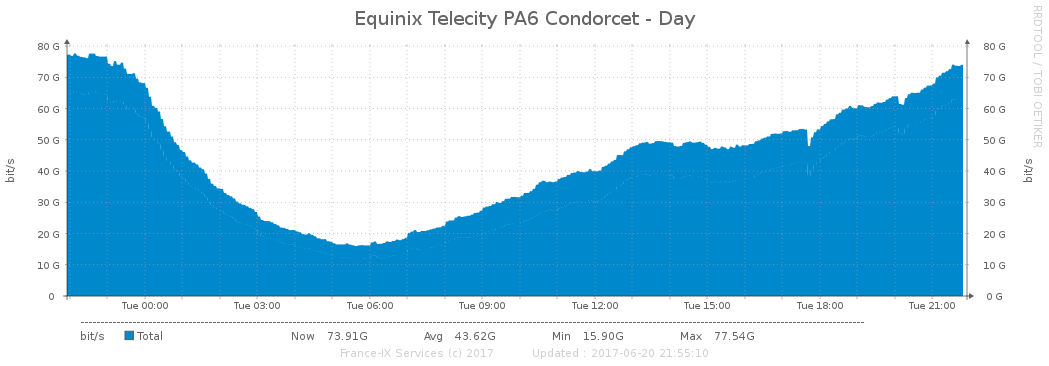 Equinix Telecity PA6 Condorcet - Day
RRDTOOL / TOBI OETIKER
80 G 80 G
70 G 70 G
60 G 60 G
50 G 50 G
40 G 40 G
30 G 30 G
20 G 20 G
10 G 10 G
0 0 G
bit/s bit/s
Tue 00:00 Tue 03:00 Tue 06:00 Tue 09:00 Tue 12:00 Tue 15:00 Tue 18:00 Tue 21:00
bit/s Total Now 73.91G Avg 43.62G Min 15.90G Max 77.54G
France-IX Services (c) 2017 Updated : 2017-06-20 21:55:10